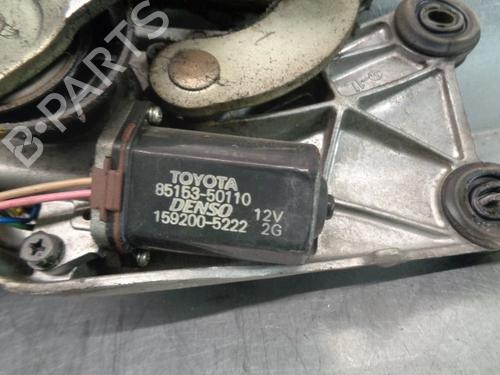 B-PARTS
TOYOTA
85153-50110
DENSO 12V
159200-5222 2G